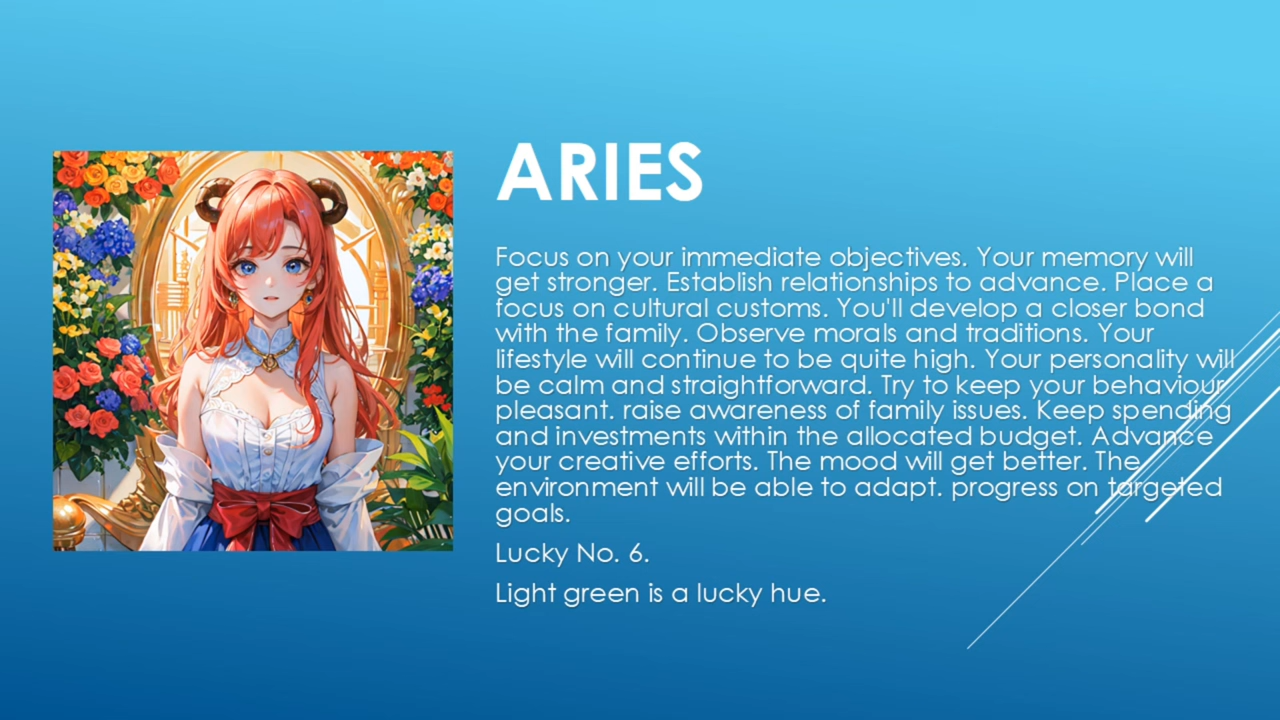 ARIES
Focus on your immediate objectives. Your memory will
get stronger. Establish relationships to advance. Place a
focus on cultural customs. You'll develop a closer bond
with the family. Observe morals and traditions. Your
lifestyle will continue to be quite high. Your personality will
be calm and straightforward. Try to keep your behaviour
pleasant. raise awareness of family issues. Keep spending
and investments within the allocated budget. Advance
your creative efforts. The mood will get better. The
environment will be able to adapt. progress on targeted
goals.
Lucky No. 6.
Light green is a lucky hue.